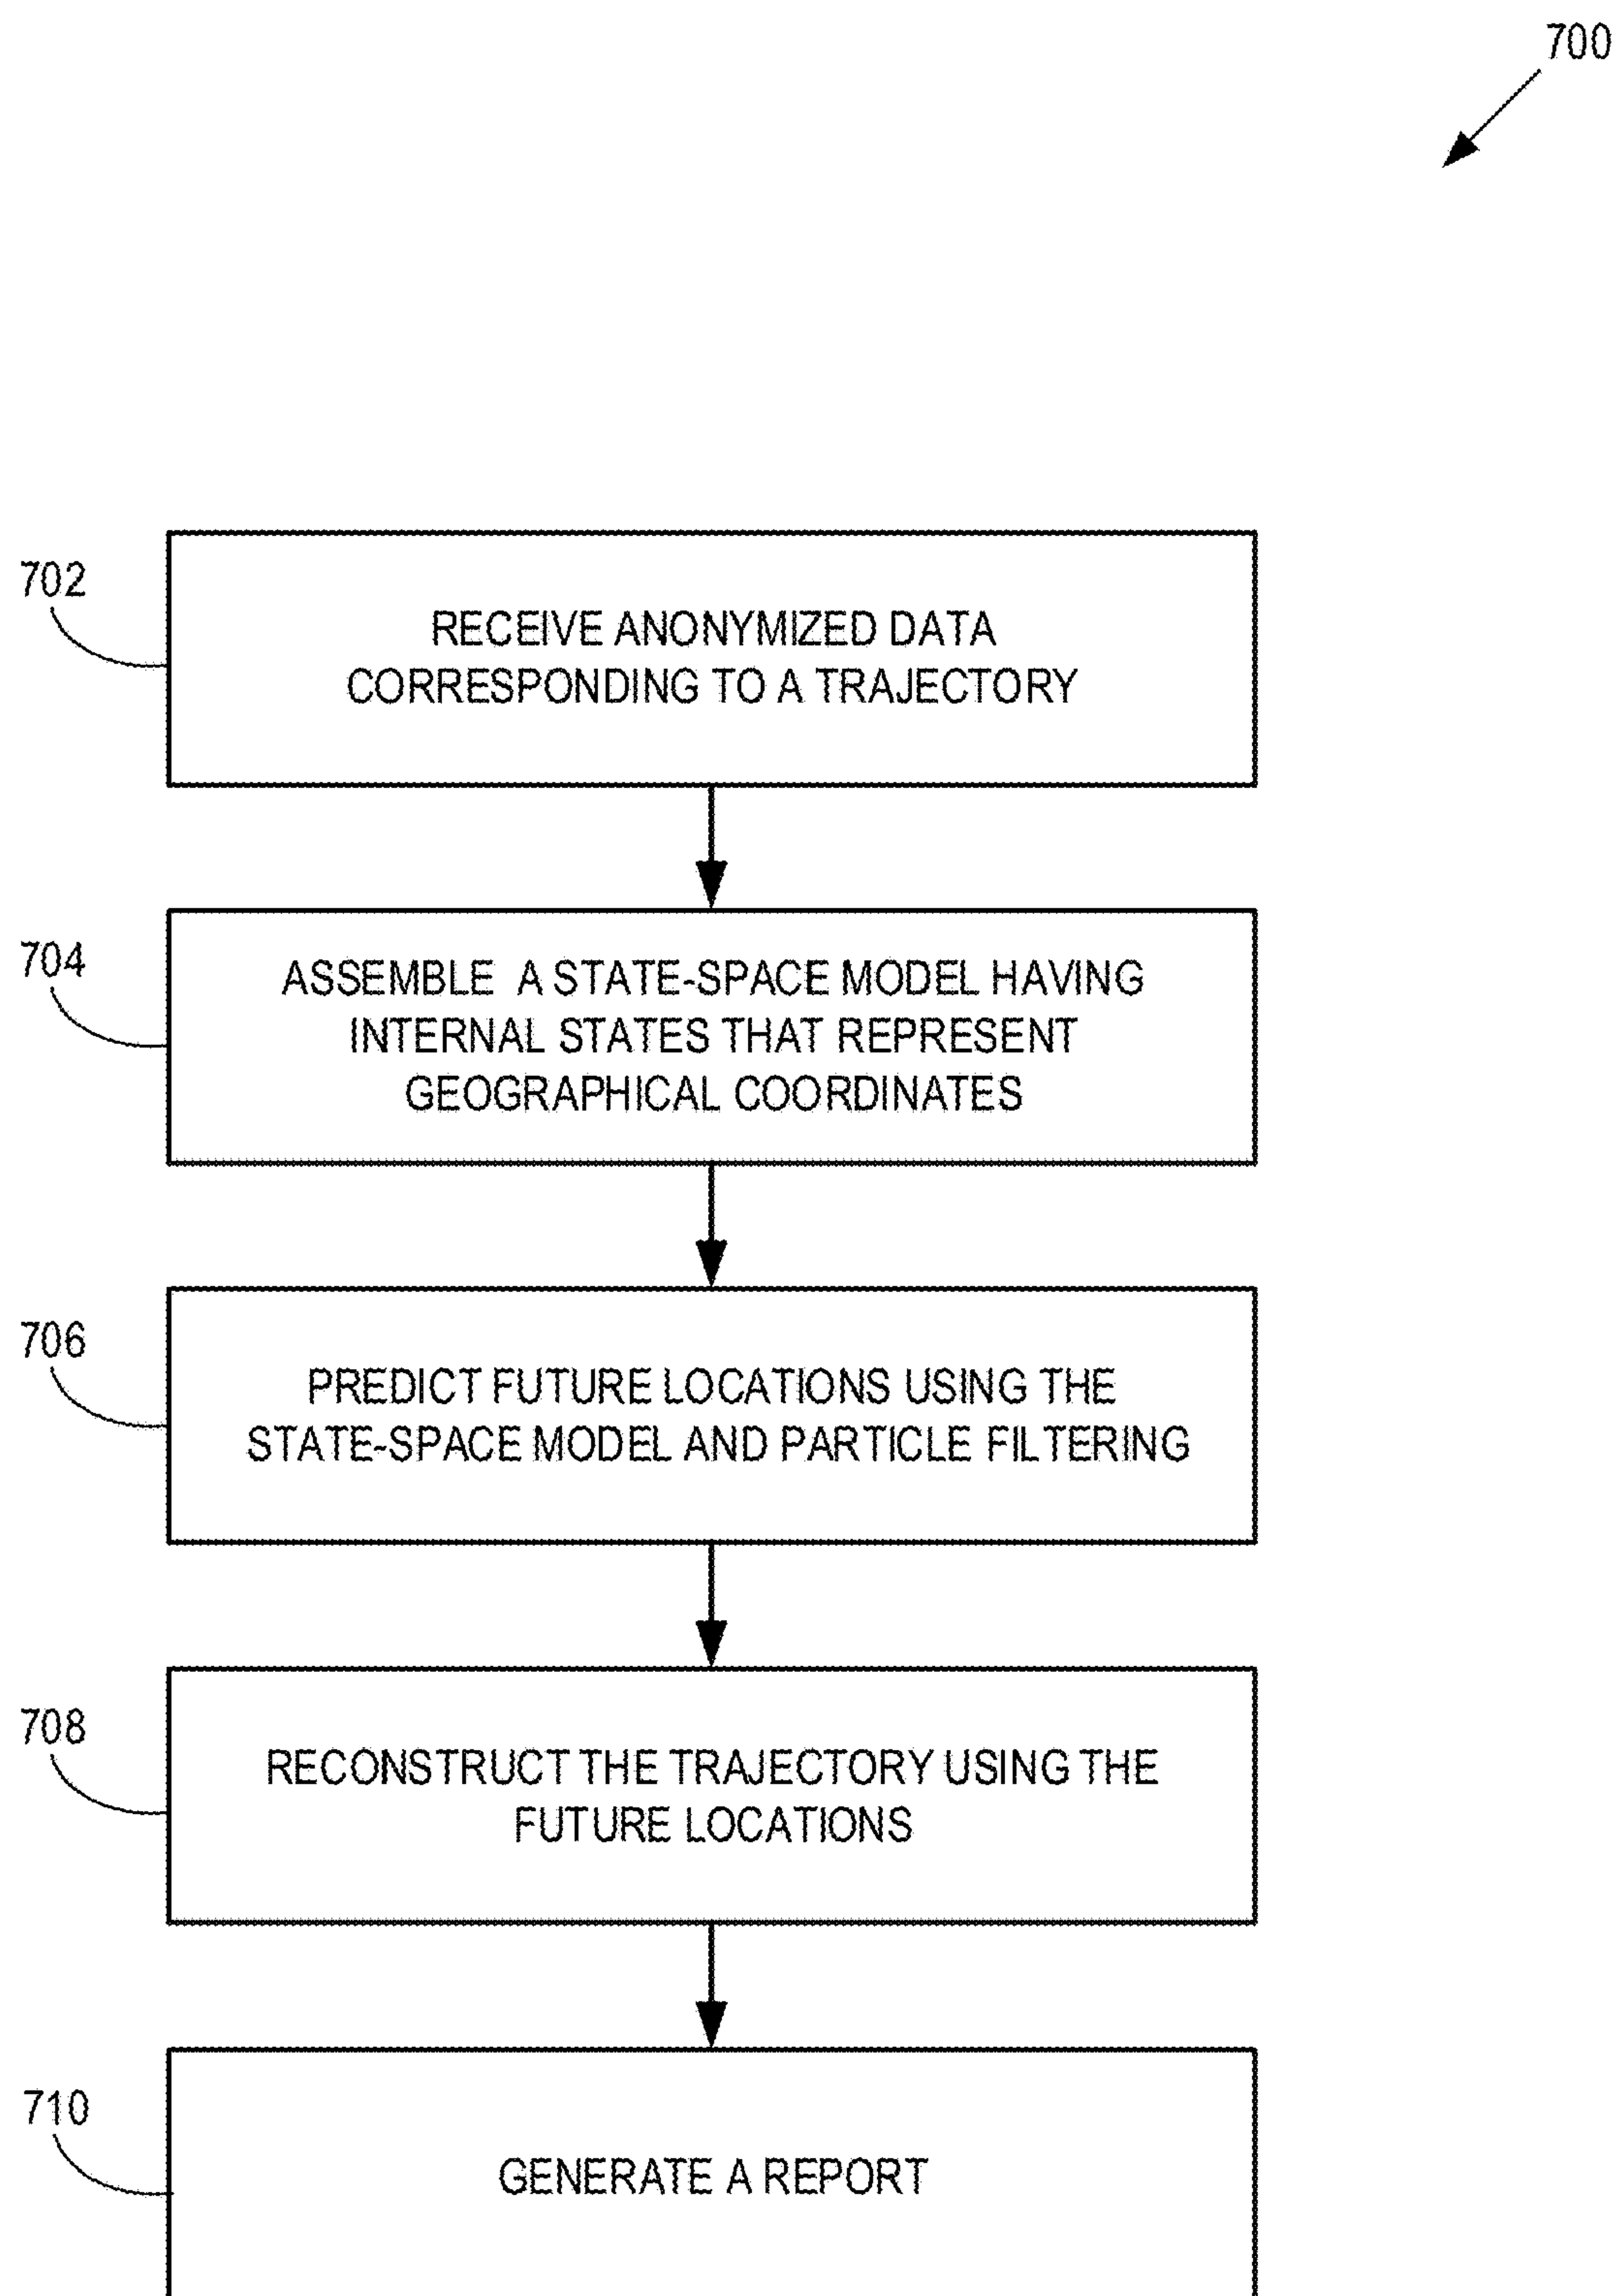 700
702
RECEIVE ANONYMIZED DATA
CORRESPONDING TO A TRAJECTORY
704
ASSEMBLE A STATE-SPACE MODEL HAVING
INTERNAL STATES THAT REPRESENT
GEOGRAPHICAL COORDINATES
706
PREDICT FUTURE LOCATIONS USING THE
STATE-SPACE MODEL AND PARTICLE FILTERING
708
RECONSTRUCT THE TRAJECTORY USING THE
FUTURE LOCATIONS
710
GENERATE A REPORT